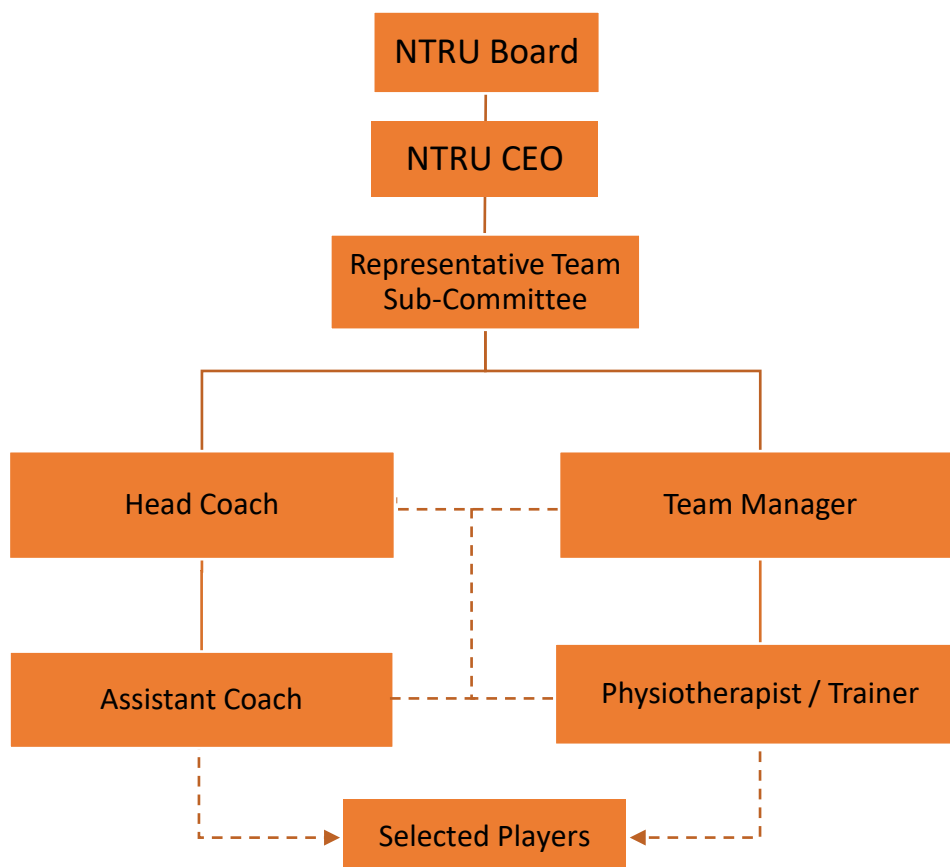 NTRU Board
NTRU CEO
Representative Team
Sub-Committee
Head Coach
Team Manager
Assistant Coach
Physiotherapist / Trainer
Selected Players